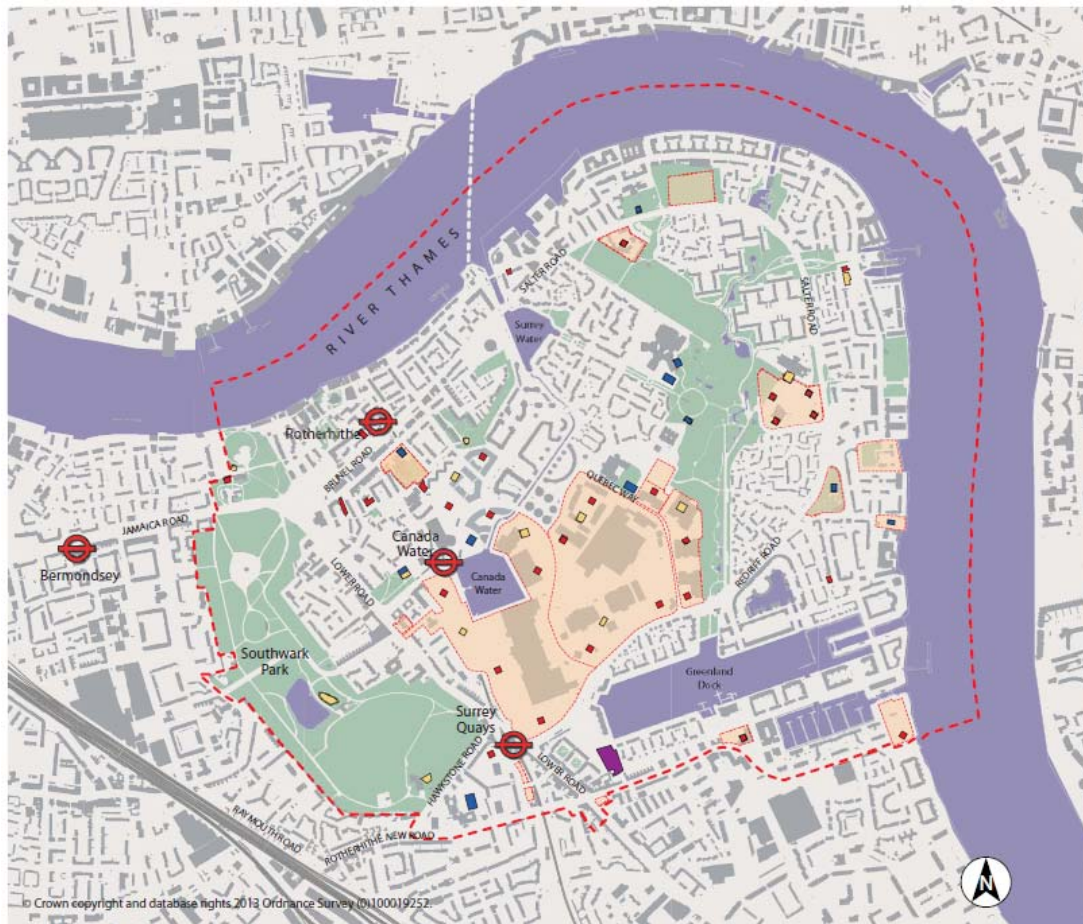 RIVER THAMES
SALTER ROAD
SALTER ROAD
Surrey
Water
Rotherhithe
BRUNEL ROAD
JAMAICA ROAD
Bermondsey
QUEBEC WAY
Canada
Water
LOWER ROAD
Canada
Water
REDRIFF ROAD
Southwark
Park
Greenland
Dock
Surrey
Quays
HAWKSTONE ROAD
LOWER ROAD
RAYMOUTH ROAD
ROTHERHITHE NEW ROAD
N
© Crown copyright and database rights 2013 Ordnance Survey (0)100019252.